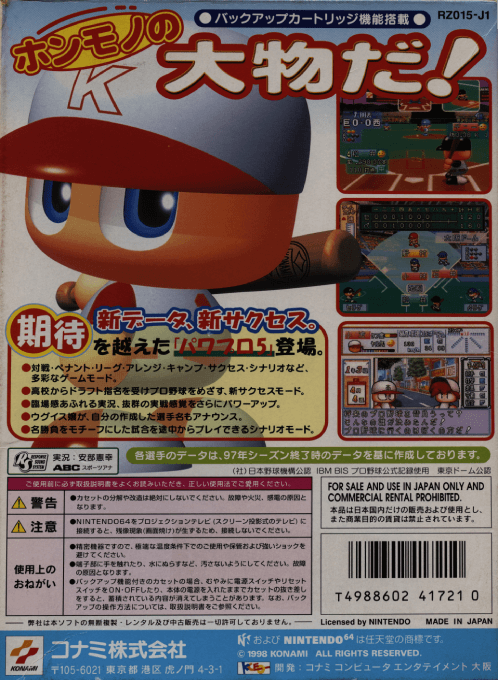 ●バックアップカートリッジ機能搭載●
RZ015-J1
ホンモノの
大物だ!
K
期待
新データ、新サクセス。
を越えた「パワプロ5」登場。
●対戦・ペナント・リーグ・アレンジ・キャンプ・サクセス・シナリオなど、
多彩なゲームモード。
●高校からドラフト指名を受けプロ野球をめざす、新サクセスモード。
●臨場感あふれる実況、抜群の実戦感覚をさらにパワーアップ。
●ウグイス嬢が、自分の作成した選手名もアナウンス。
●名勝負をモチーフにした試合を途中からプレイできるシナリオモード。
実況：安部憲幸
ABC スポーツアナ
各選手のデータは、97年シーズン終了時のデータを基に作成しております。
(社)日本野球機構公認 IBM BIS プロ野球公式記録使用 東京ドーム公認
ご使用前に必ず取扱説明書をよくお読みいただき、正しい使用法でご愛用ください。
警告
●カセットの分解や改造は絶対にしないでください。故障や火災、感電の原因と
なります。
注意
●NINTENDO64をプロジェクションテレビ(スクリーン投影式のテレビ)に
接続すると、残像現象(画面焼け)が生ずるため、接続しないでください。
使用上の
おねがい
●精密機器ですので、極端な温度条件下でのご使用や保管および強いショックを
避けてください。
●端子部に手を触れたり、水にぬらすなど、汚さないようにしてください。故障
の原因となります。
●バックアップ機能付きのカセットの場合、むやみに電源スイッチやリセット
スイッチをON・OFFしたり、本体の電源を入れたままでカセットの抜き差し
をすると、蓄積されている内容が消えてしまうことがあります。なお、バック
アップの操作方法については、取扱説明書をご参照ください。
FOR SALE AND USE IN JAPAN ONLY AND
COMMERCIAL RENTAL PROHIBITED.
本品は日本国内だけの販売および使用とし、
また商業目的の賃貸は禁止されています。
T4988602 41721 0
弊社は本ソフトの無断複製・レンタル及び中古販売は一切許可しておりません。
Licensed by NINTENDO
MADE IN JAPAN
KONAMI
コナミ株式会社
〒105-6021 東京都港区虎ノ門4-3-1
および NINTENDO64は任天堂の商標です。
©1998 KONAMI ALL RIGHTS RESERVED.
開発：コナミコンピュータエンタテイメント大阪